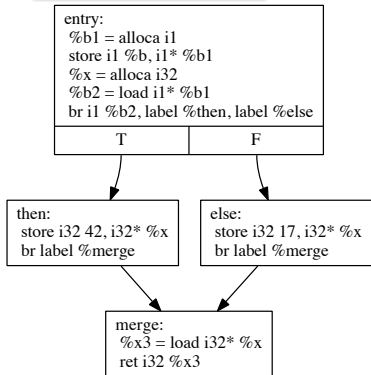 entry:
%b1 = alloca i1
store i1 %b, i1* %b1
%x = alloca i32
%b2 = load i1* %b1
br i1 %b2, label %then, label %else
T F
then:
store i32 42, i32* %x
br label %merge
else:
store i32 17, i32* %x
br label %merge
merge:
%x3 = load i32* %x
ret i32 %x3